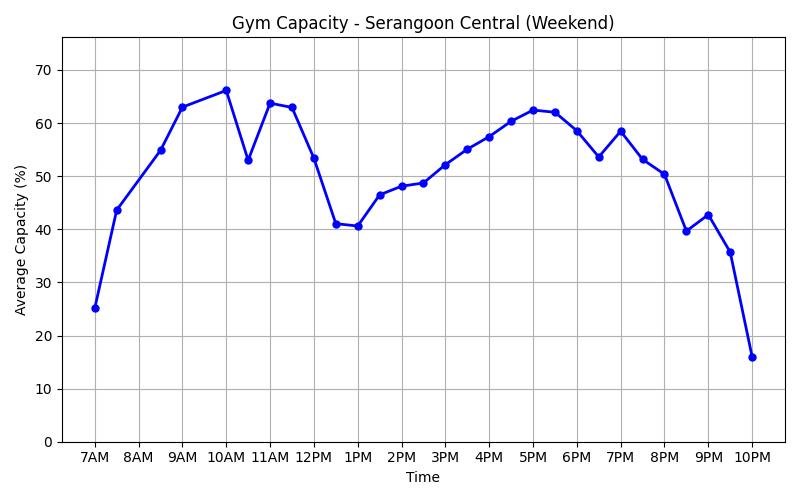 Gym Capacity - Serangoon Central (Weekend)
Average Capacity (%)
70
60
50
40
30
20
10
0
7AM 8AM 9AM 10AM 11AM 12PM 1PM 2PM 3PM 4PM 5PM 6PM 7PM 8PM 9PM 10PM
Time